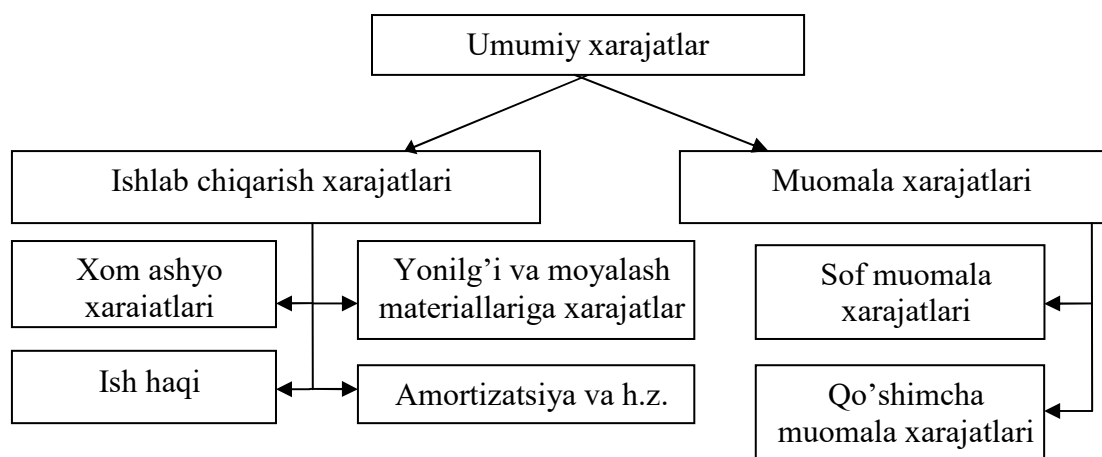 Umumiy xarajatlar
Ishlab chiqarish xarajatlari
Muomala xarajatlari
Xom ashyo
xaraiatlari
Yonilg’i va moyalash
materiallariga xarajatlar
Sof muomala
xarajatlari
Ish haqi
Amortizatsiya va h.z.
Qo’shimcha
muomala xarajatlari